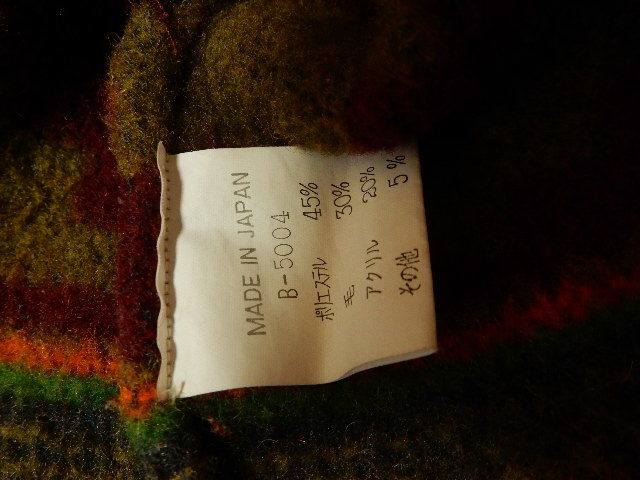 MADE IN JAPAN
B-5004
ポリエステル 45%
毛 30%
アクリル 20%
その他 5%